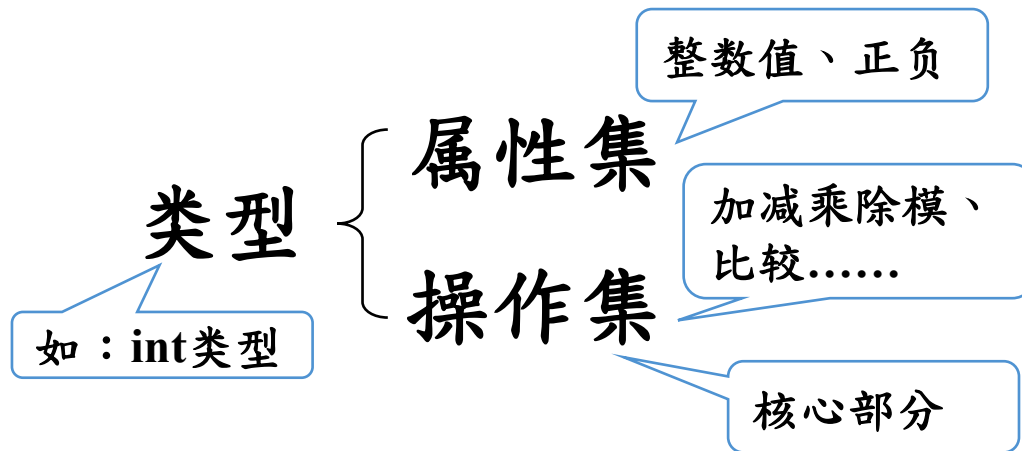 整数值、正负
属性集
类型
加减乘除模、
比较……
操作集
如：int类型
核心部分